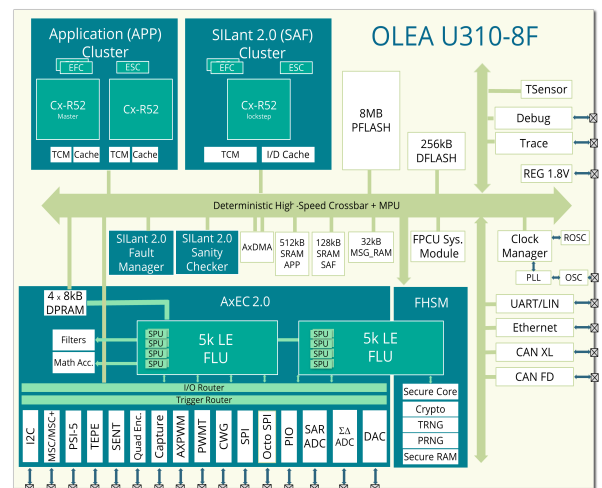 OLEA U310-8F
Application (APP)
Cluster
EFC
ESC
Cx-R52
Master
Cx-R52
TCM
Cache
TCM
Cache
SILant 2.0 (SAF)
Cluster
EFC
ESC
Cx-R52
lockstep
TCM
I/D Cache
8MB
PFLASH
256kB
DFLASH
TSensor
Debug
Trace
REG 1.8V
Deterministic High -Speed Crossbar + MPU
SILant 2.0
Fault
Manager
SILant 2.0
Sanity
Checker
AxDMA
512kB
SRAM
APP
128kB
SRAM
SAF
32kB
MSG_RAM
FPCU Sys.
Module
Clock
Manager
ROSC
PLL
OSC
4 x 8kB
DPRAM
AxEC 2.0
FHSM
Filters
Math Acc.
SPU
SPU
SPU
SPU
5k LE
FLU
SPU
SPU
SPU
SPU
5k LE
FLU
UART/LIN
Ethernet
CAN XL
CAN FD
I/O Router
Trigger Router
Secure Core
Crypto
TRNG
PRNG
Secure RAM
I2C
MSC/MSC+
PSI-5
TEPE
SENT
Quad Enc.
Capture
AXPWM
PWMT
CWG
SPI
Octo SPI
PIO
SAR
ADC
ΣΔ
ADC
DAC